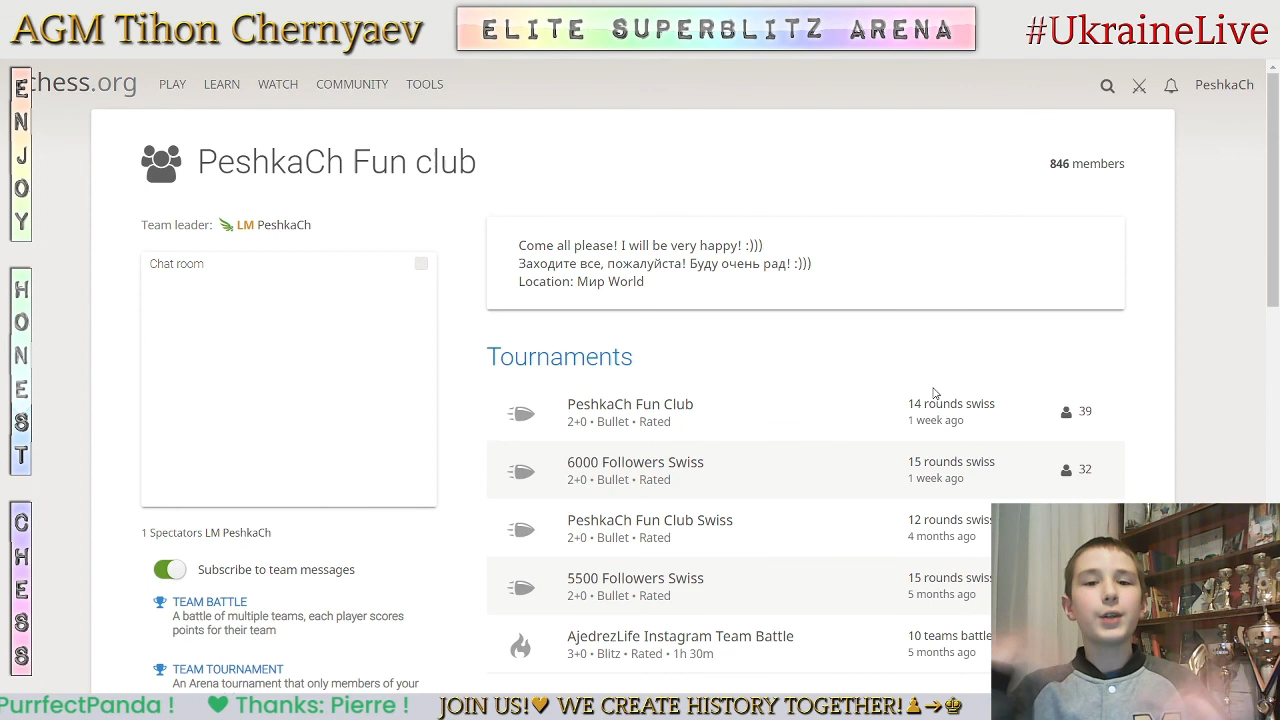 AGM Tihon Chernyaev
ELITE SUPERBLITZ ARENA
#UkraineLive
ENJOY
HONEST
CHESS
chess.org
PLAY
LEARN
WATCH
COMMUNITY
TOOLS
PeshkaCh
PeshkaCh Fun club
846 members
Team leader: LM PeshkaCh
Chat room
Come all please! I will be very happy! :)))
Заходите все, пожалуйста! Буду очень рад! :)))
Location: Мир World
Tournaments
PeshkaCh Fun Club
2+0 • Bullet • Rated
14 rounds swiss
1 week ago
39
6000 Followers Swiss
2+0 • Bullet • Rated
15 rounds swiss
1 week ago
32
PeshkaCh Fun Club Swiss
2+0 • Bullet • Rated
12 rounds swiss
4 months ago
5500 Followers Swiss
2+0 • Bullet • Rated
15 rounds swiss
5 months ago
AjedrezLife Instagram Team Battle
3+0 • Blitz • Rated • 1h 30m
10 teams battle
5 months ago
1 Spectators LM PeshkaCh
Subscribe to team messages
TEAM BATTLE
A battle of multiple teams, each player scores
points for their team
TEAM TOURNAMENT
An Arena tournament that only members of your
PurrfectPanda !
Thanks: Pierre !
JOIN US! WE CREATE HISTORY TOGETHER!